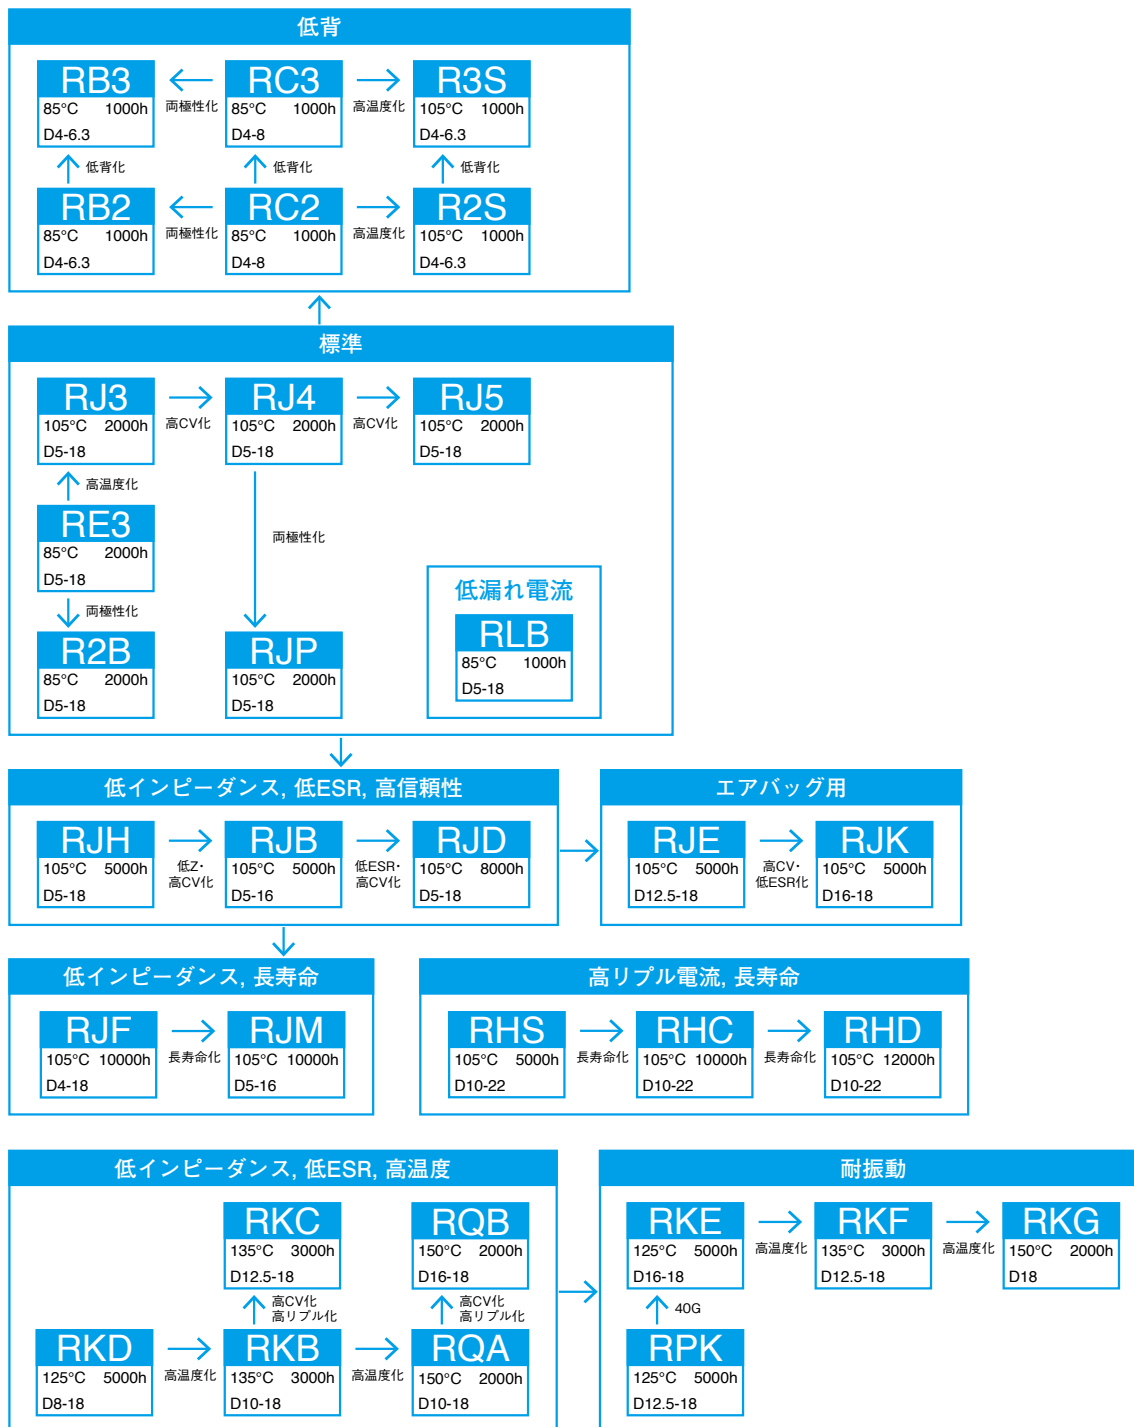 低背
RB3
85°C 1000h
D4-6.3
両極性化
RC3
85°C 1000h
D4-8
高温度化
R3S
105°C 1000h
D4-6.3
低背化
低背化
低背化
RB2
85°C 1000h
D4-6.3
両極性化
RC2
85°C 1000h
D4-8
高温度化
R2S
105°C 1000h
D4-6.3
標準
RJ3
105°C 2000h
D5-18
高CV化
RJ4
105°C 2000h
D5-18
高CV化
RJ5
105°C 2000h
D5-18
高温度化
RE3
85°C 2000h
D5-18
両極性化
両極性化
R2B
85°C 2000h
D5-18
RJP
105°C 2000h
D5-18
低漏れ電流
RLB
85°C 1000h
D5-18
低インピーダンス, 低ESR, 高信頼性
RJH
105°C 5000h
D5-18
低Z・
高CV化
RJB
105°C 5000h
D5-16
低ESR・
高CV化
RJD
105°C 8000h
D5-18
エアバッグ用
RJE
105°C 5000h
D12.5-18
高CV・
低ESR化
RJK
105°C 5000h
D16-18
低インピーダンス, 長寿命
RJF
105°C 10000h
D4-18
長寿命化
RJM
105°C 10000h
D5-16
高リプル電流, 長寿命
RHS
105°C 5000h
D10-22
長寿命化
RHC
105°C 10000h
D10-22
長寿命化
RHD
105°C 12000h
D10-22
低インピーダンス, 低ESR, 高温度
RKC
135°C 3000h
D12.5-18
RQB
150°C 2000h
D16-18
高CV化
高リプル化
高CV化
高リプル化
RKD
125°C 5000h
D8-18
高温度化
RKB
135°C 3000h
D10-18
高温度化
RQA
150°C 2000h
D10-18
耐振動
RKE
125°C 5000h
D16-18
高温度化
RKF
135°C 3000h
D12.5-18
高温度化
RKG
150°C 2000h
D18
40G
RPK
125°C 5000h
D12.5-18